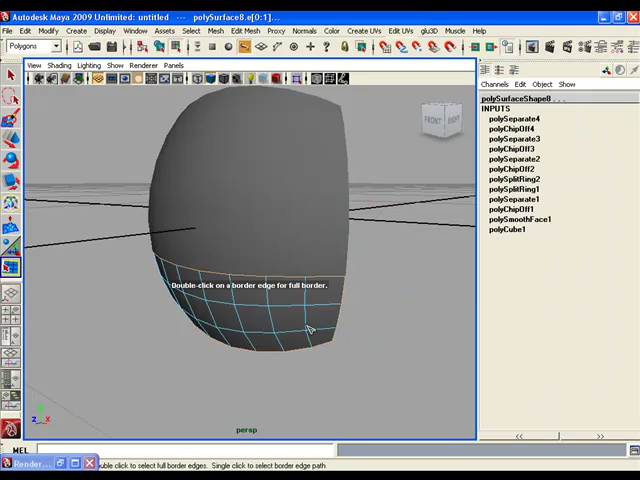 Autodesk Maya 2009 Unlimited: untitled --- polySurface8.e[0:1]...
File Edit Modify Create Display Window Assets Select Mesh Edit Mesh Proxy Normals Color Create UVs Edit UVs glu3D Muscle Help
Polygons
View Shading Lighting Show Renderer Panels
Channels Edit Object Show
polySurfaceShape8 . . .
INPUTS
polySeparate4
polyChipOff4
polySeparate3
polyChipOff3
polySeparate2
polyChipOff2
polySplitRing2
polySplitRing1
polySeparate1
polyChipOff1
polySmoothFace1
polyCube1
FRONT RIGHT
Double-click on a border edge for full border.
z x
persp
<< >>
MEL
Render...
ouble click to select full border edges. Single click to select border edge path